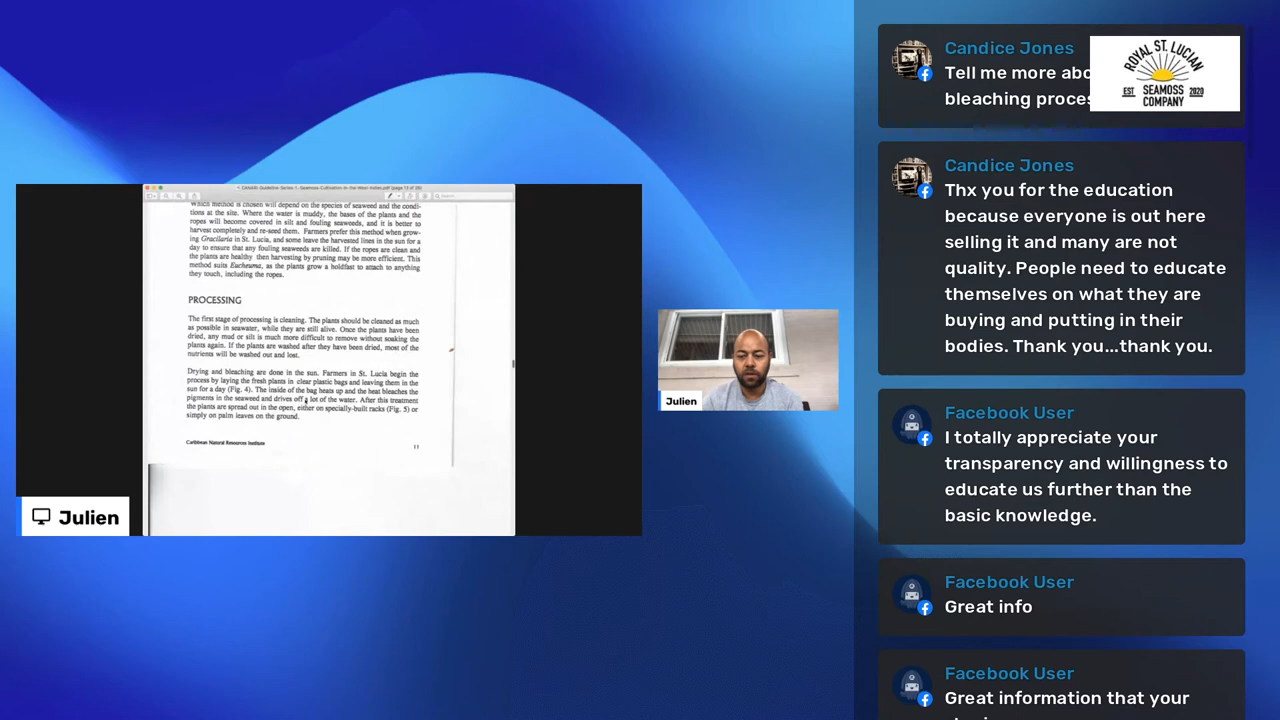 CANARI Guideline Series 1- Seamoss Cultivation in the West Indies.pdf (page 13 of 36)
Search
Which method is chosen will depend on the species of seaweed and the condi-
tions at the site. Where the water is muddy, the bases of the plants and the
ropes will become covered in silt and fouling seaweeds, and it is better to
harvest completely and re-seed them. Farmers prefer this method when grow-
ing Gracilaria in St. Lucia, and some leave the harvested lines in the sun for a
day to ensure that any fouling seaweeds are killed. If the ropes are clean and
the plants are healthy then harvesting by pruning may be more efficient. This
method suits Eucheuma, as the plants grow a holdfast to attach to anything
they touch, including the ropes.
PROCESSING
The first stage of processing is cleaning. The plants should be cleaned as much
as possible in seawater, while they are still alive. Once the plants have been
dried, any mud or silt is much more difficult to remove without soaking the
plants again. If the plants are washed after they have been dried, most of the
nutrients will be washed out and lost.
Drying and bleaching are done in the sun. Farmers in St. Lucia begin the
process by laying the fresh plants in clear plastic bags and leaving them in the
sun for a day (Fig. 4). The inside of the bag heats up and the heat bleaches the
pigments in the seaweed and drives off a lot of the water. After this treatment
the plants are spread out in the open, either on specially-built racks (Fig. 5) or
simply on palm leaves on the ground.
Caribbean Natural Resources Institute
11
Julien
Julien
Candice Jones
Tell me more abo
bleaching proces
ROYAL ST. LUCIAN
EST 2020
SEAMOSS
COMPANY
Candice Jones
Thx you for the education
because everyone is out here
selling it and many are not
quality. People need to educate
themselves on what they are
buying and putting in their
bodies. Thank you...thank you.
Facebook User
I totally appreciate your
transparency and willingness to
educate us further than the
basic knowledge.
Facebook User
Great info
Facebook User
Great information that your